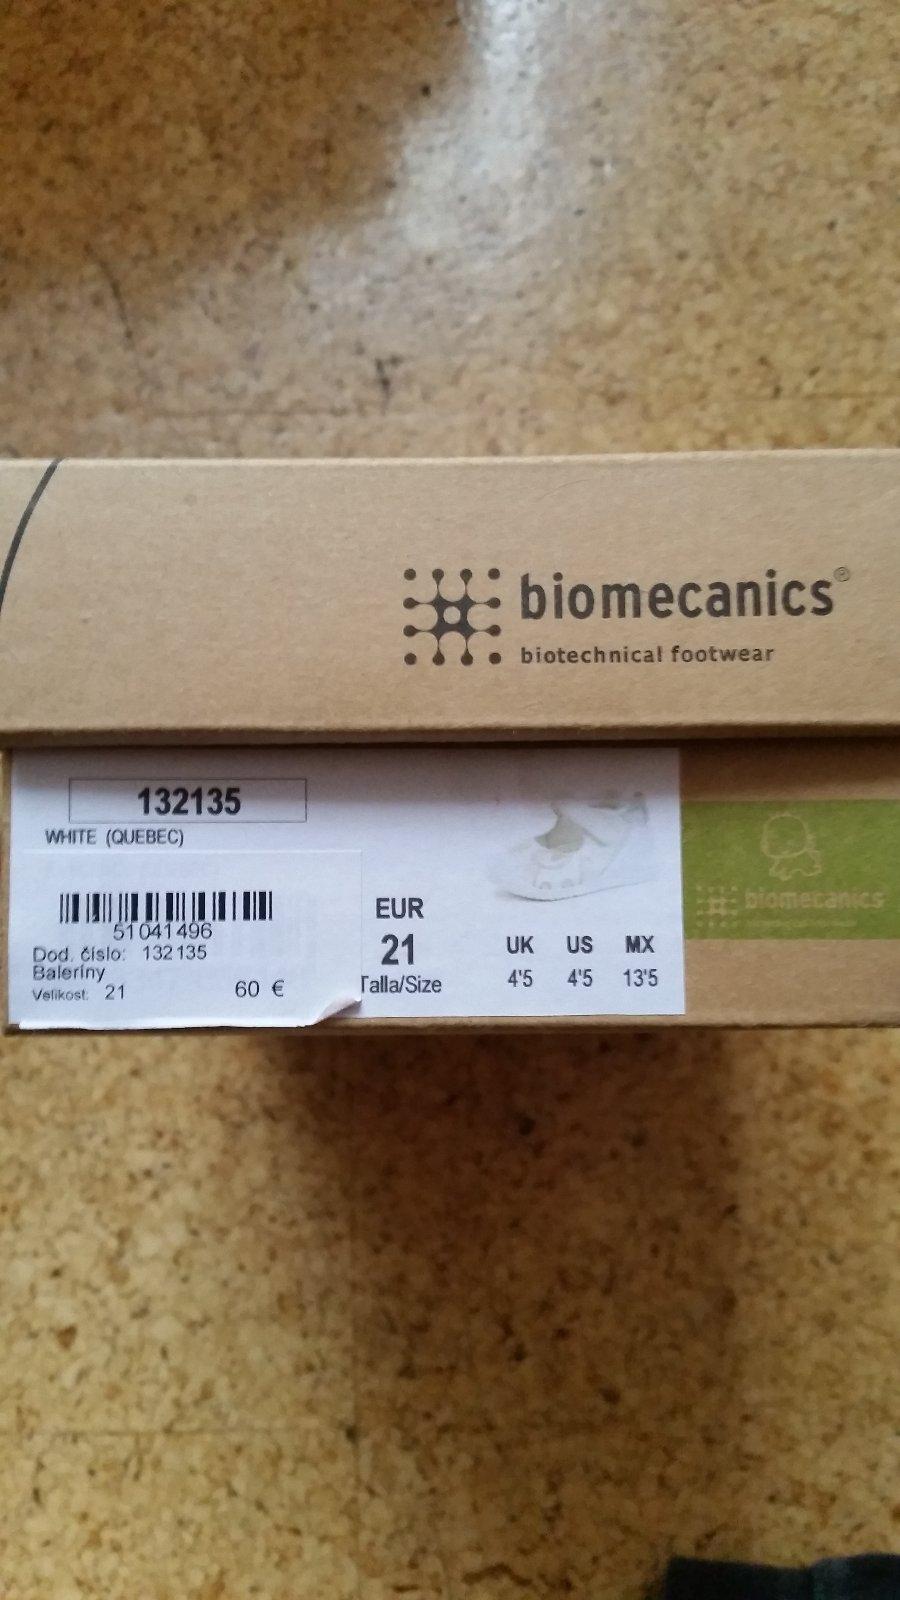 biomecanics®
biotechnical footwear
132135
WHITE (QUEBEC)
51041496
Dod. číslo: 132135
Baleríny
Veľkost: 21 60 €
EUR
21
Talla/Size
UK US MX
4'5 4'5 13'5
biomecanics